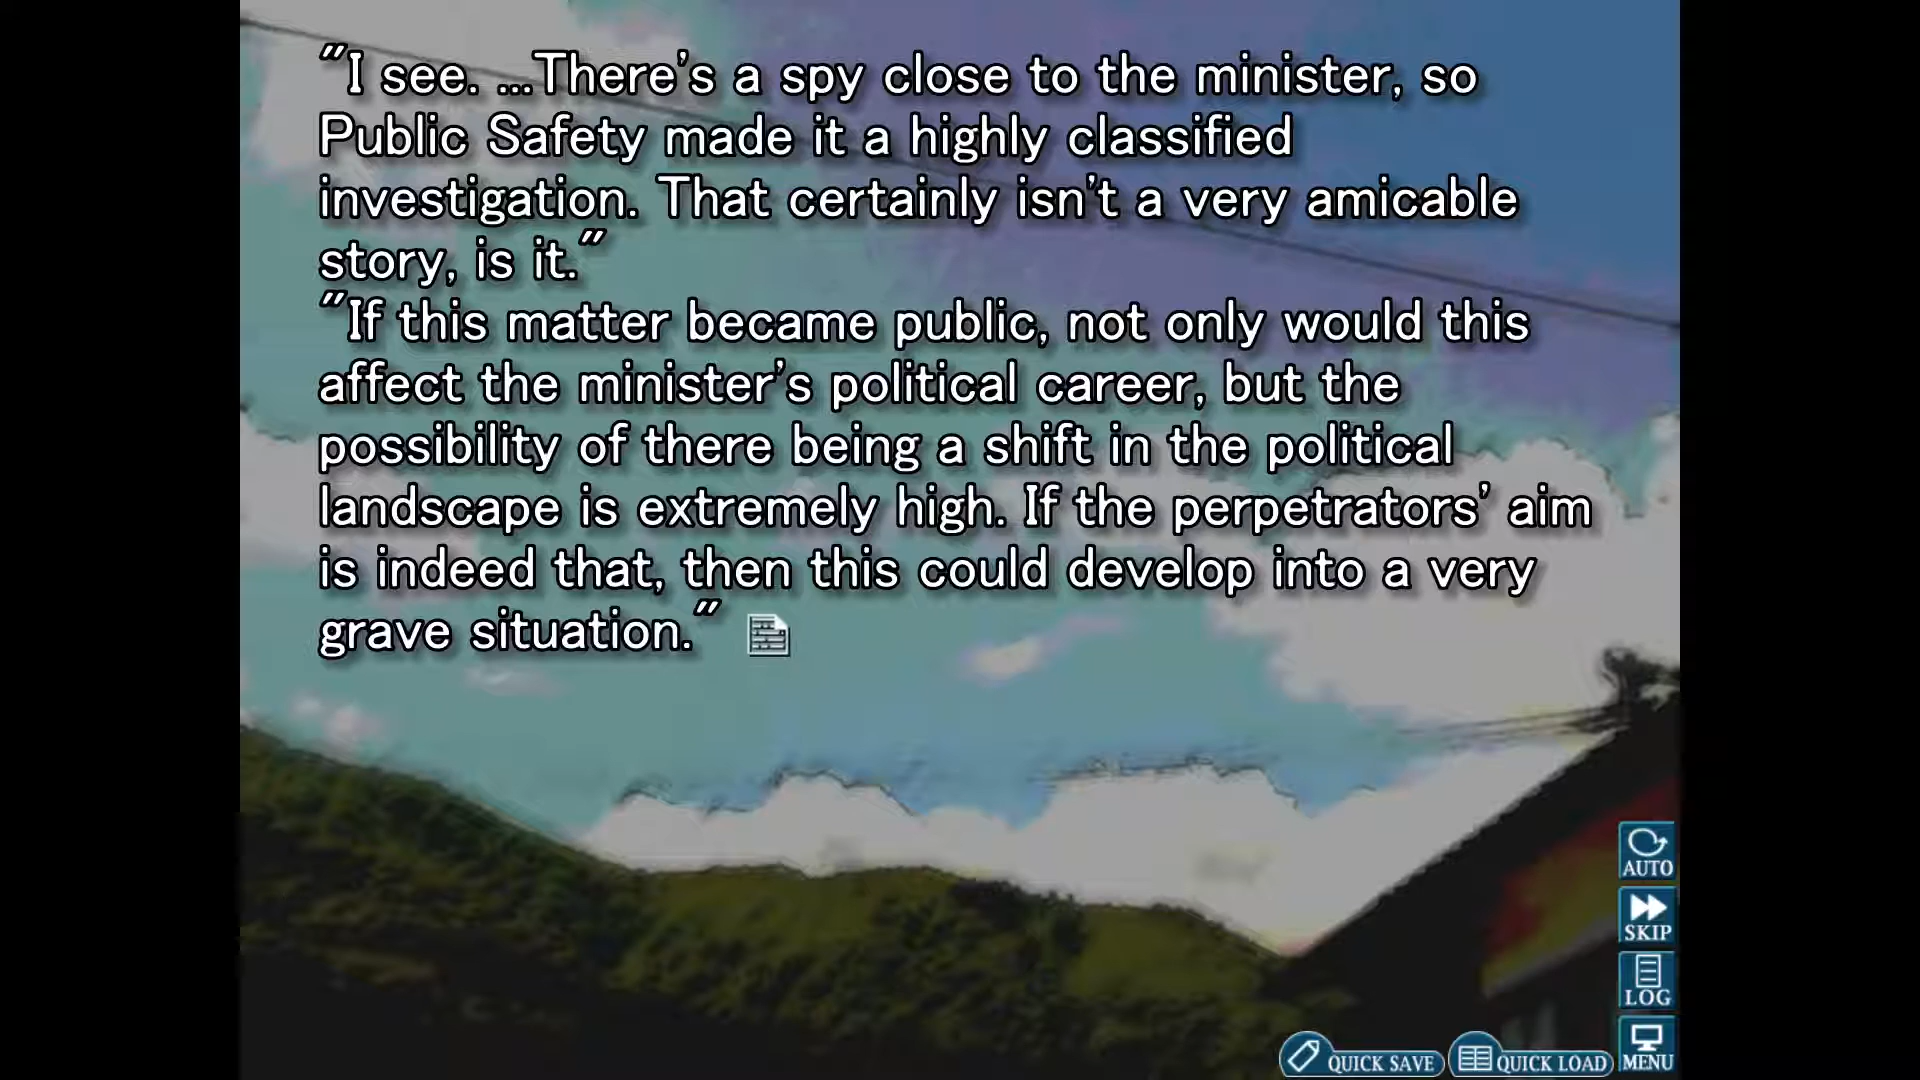 "I see. ...There's a spy close to the minister, so
Public Safety made it a highly classified
investigation. That certainly isn't a very amicable
story, is it."
"If this matter became public, not only would this
affect the minister's political career, but the
possibility of there being a shift in the political
landscape is extremely high. If the perpetrators' aim
is indeed that, then this could develop into a very
grave situation."
AUTO
SKIP
LOG
MENU
QUICK SAVE
QUICK LOAD